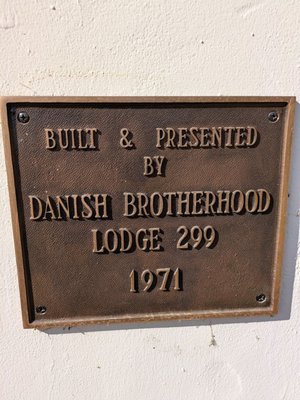 BUILT & PRESENTED
BY
DANISH BROTHERHOOD
LODGE 299
1971